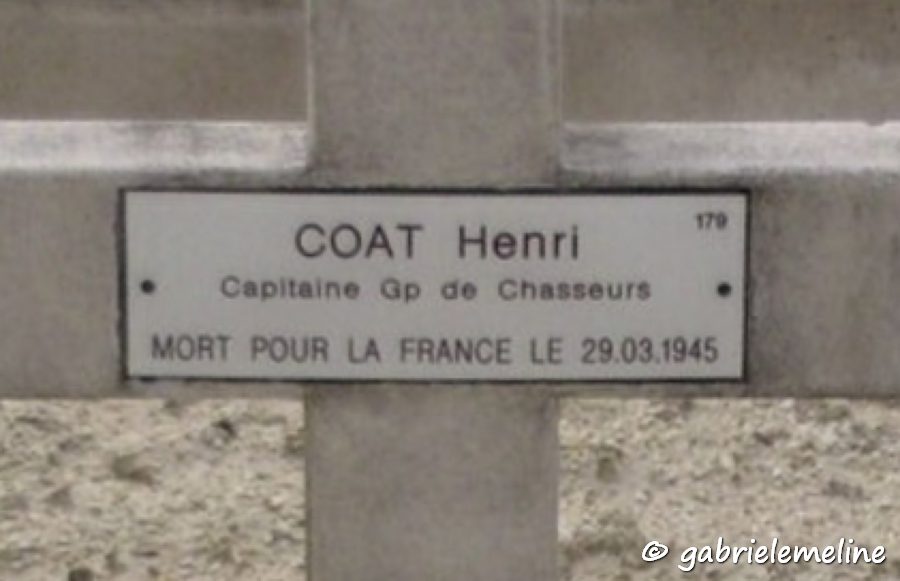 179
COAT Henri
Capitaine Gp de Chasseurs
MORT POUR LA FRANCE LE 29.03.1945
© gabrielemeline